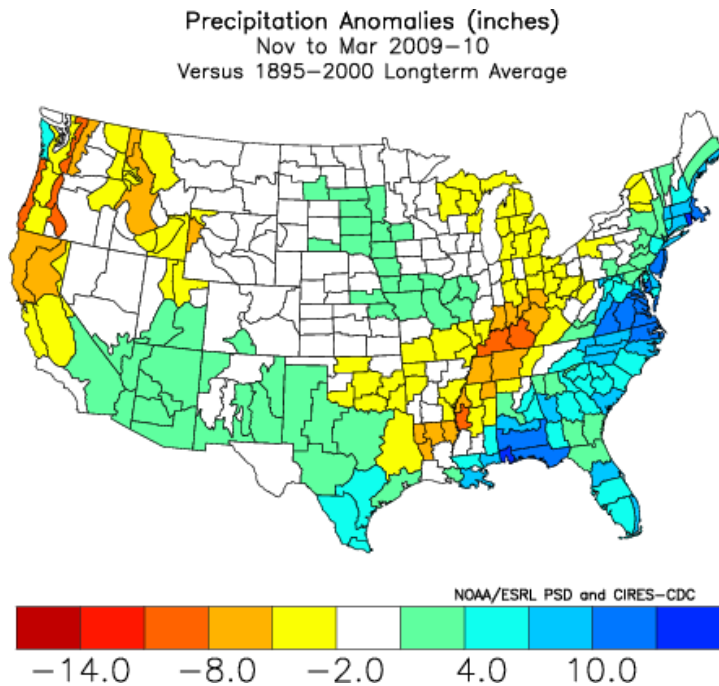 Precipitation Anomalies (inches)
Nov to Mar 2009-10
Versus 1895-2000 Longterm Average
NOAA/ESRL PSD and CIRES-CDC
-14.0 -8.0 -2.0 4.0 10.0